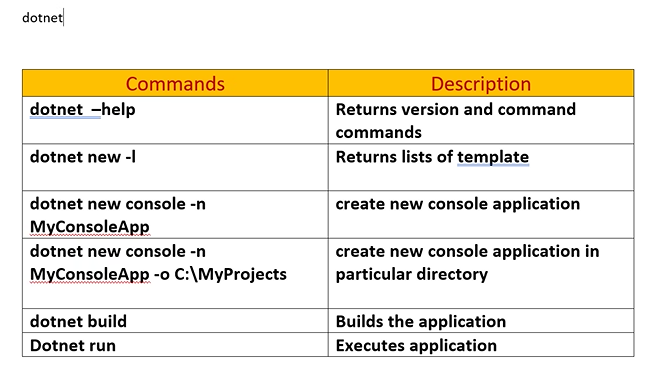 dotnet
Commands Description
dotnet –help Returns version and command
commands
dotnet new -l Returns lists of template
dotnet new console -n create new console application
MyConsoleApp
dotnet new console -n create new console application in
MyConsoleApp -o C:\MyProjects particular directory
dotnet build Builds the application
Dotnet run Executes application